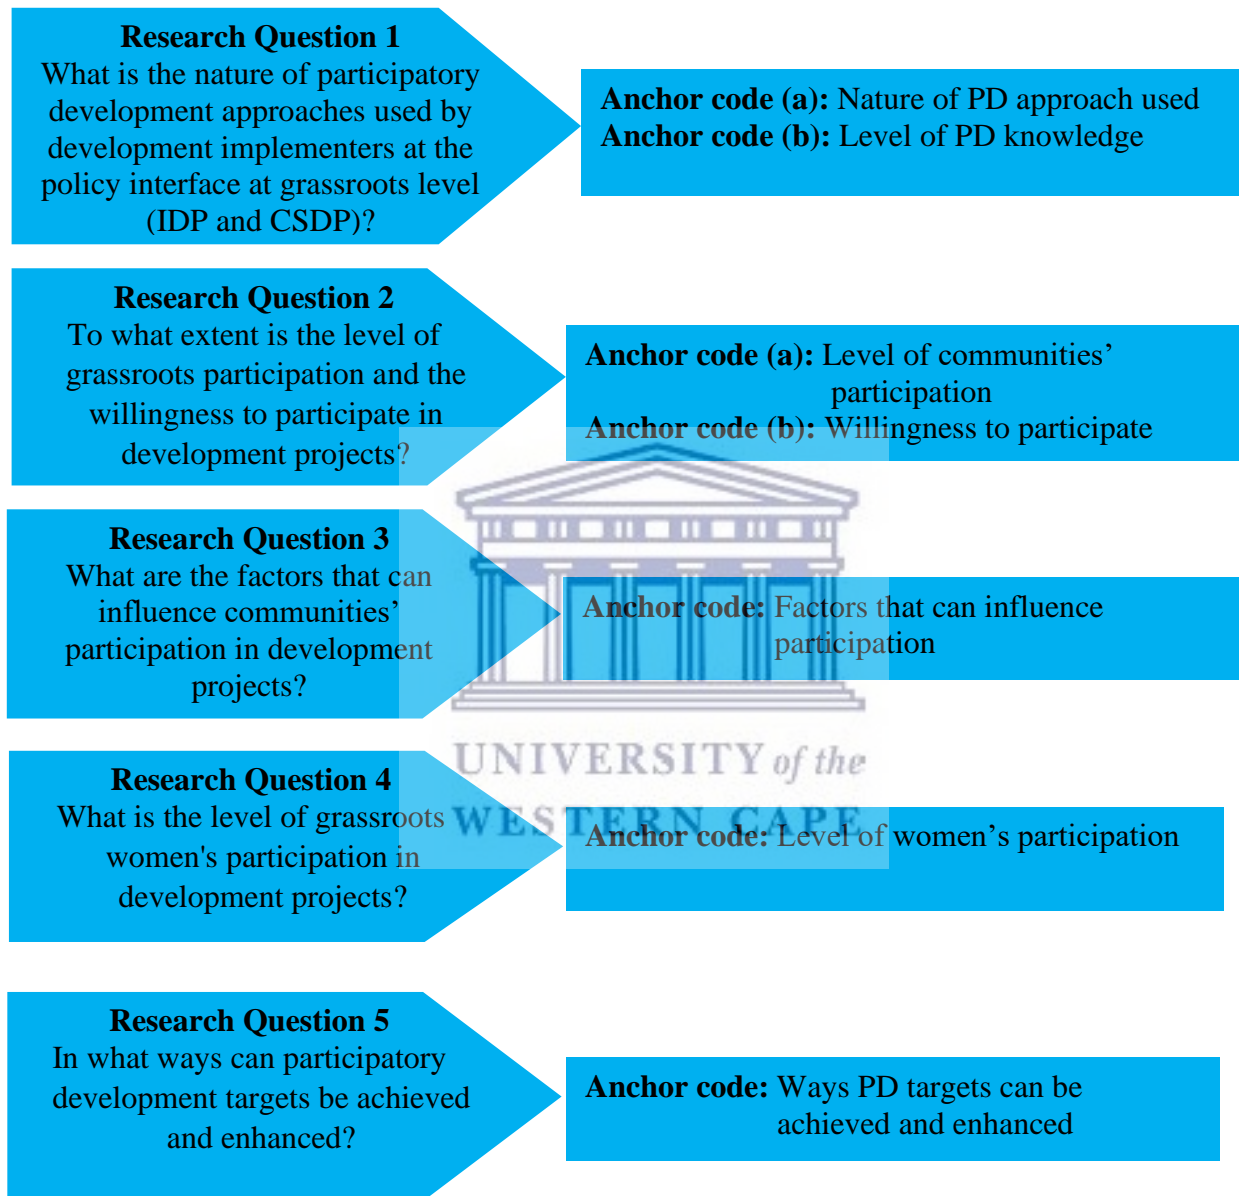 Research Question 1
What is the nature of participatory
development approaches used by
development implementers at the
policy interface at grassroots level
(IDP and CSDP)?
Anchor code (a): Nature of PD approach used
Anchor code (b): Level of PD knowledge
Research Question 2
To what extent is the level of
grassroots participation and the
willingness to participate in
development projects?
Anchor code (a): Level of communities’
participation
Anchor code (b): Willingness to participate
Research Question 3
What are the factors that can
influence communities’
participation in development
projects?
Anchor code: Factors that can influence
participation
UNIVERSITY of the
WESTERN CAPE
Research Question 4
What is the level of grassroots
women's participation in
development projects?
Anchor code: Level of women’s participation
Research Question 5
In what ways can participatory
development targets be achieved
and enhanced?
Anchor code: Ways PD targets can be
achieved and enhanced